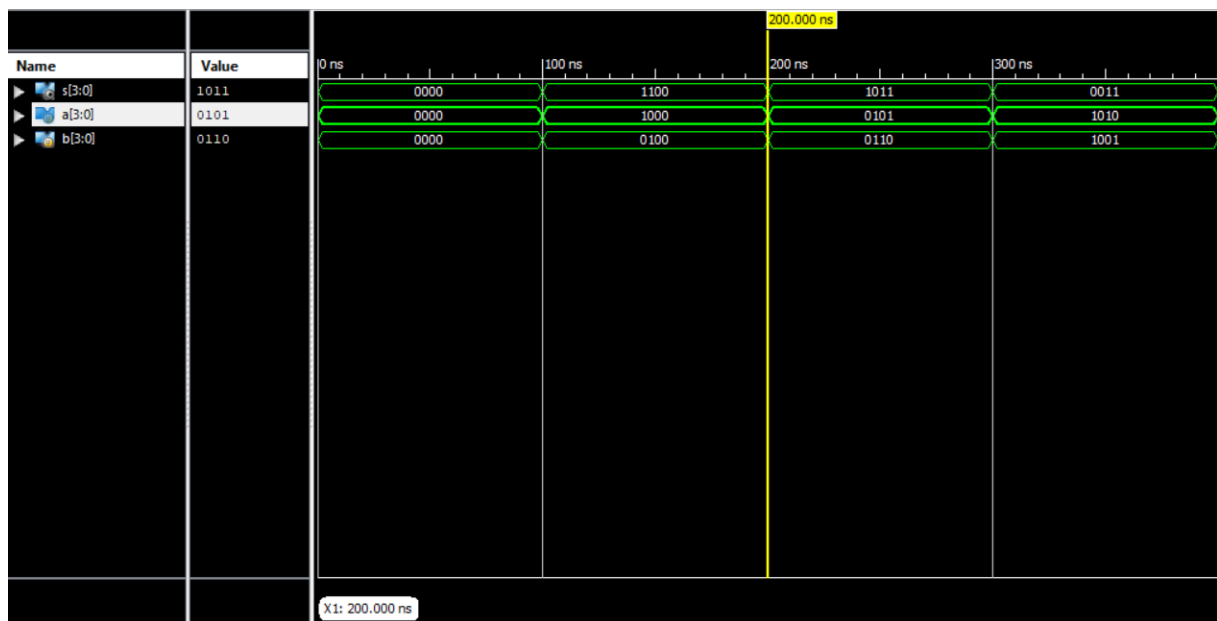 200.000 ns
Name Value 0 ns 100 ns 200 ns 300 ns
s[3:0] 1011 0000 1100 1011 0011
a[3:0] 0101 0000 1000 0101 1010
b[3:0] 0110 0000 0100 0110 1001
X1: 200.000 ns